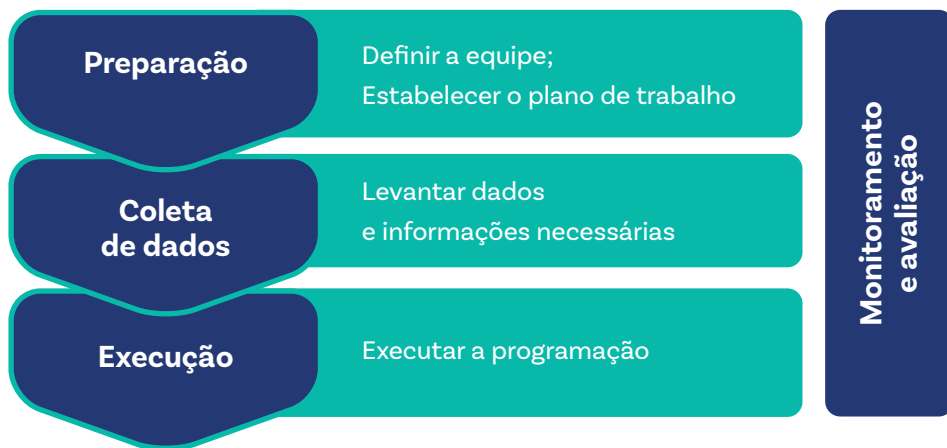 Preparação
Definir a equipe;
Estabelecer o plano de trabalho
Coleta
de dados
Levantar dados
e informações necessárias
Execução
Executar a programação
Monitoramento
e avaliação